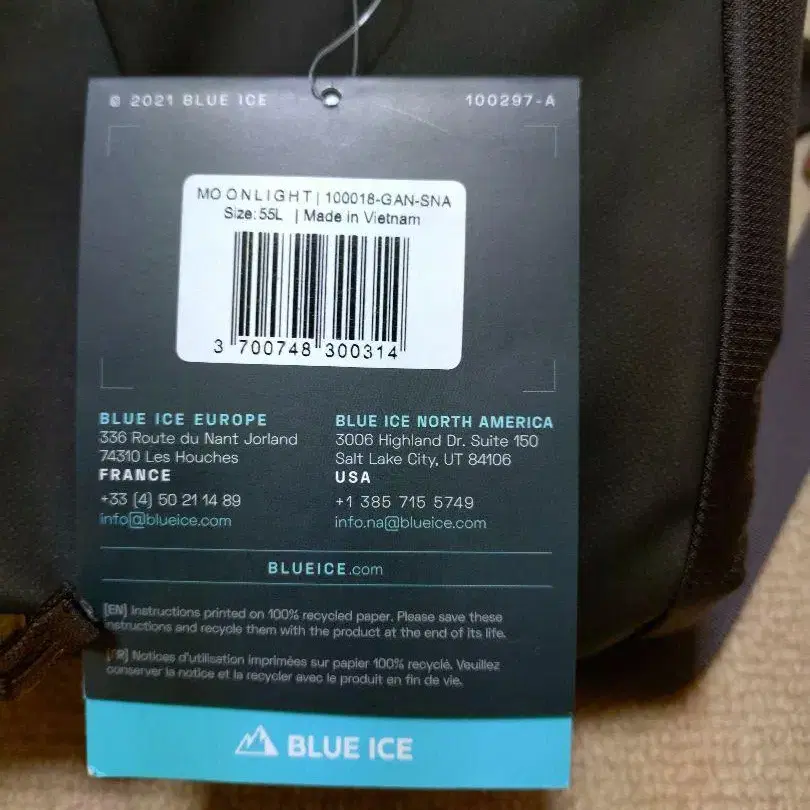 © 2021 BLUE ICE
100297-A
MOONLIGHT | 100018-GAN-SNA
Size: 55L | Made in Vietnam
3 700748 300314
BLUE ICE EUROPE
336 Route du Nant Jorland
74310 Les Houches
FRANCE
+33 (4) 50 21 14 89
info@blueice.com
BLUE ICE NORTH AMERICA
3006 Highland Dr. Suite 150
Salt Lake City, UT 84106
USA
+1 385 715 5749
info.na@blueice.com
BLUEICE.com
[EN] Instructions printed on 100% recycled paper. Please save these
instructions and recycle them with the product at the end of its life.
[FR] Notices d'utilisation imprimées sur papier 100% recyclé. Veuillez
conserver la notice et la recycler avec le produit en fin de vie.
BLUE ICE